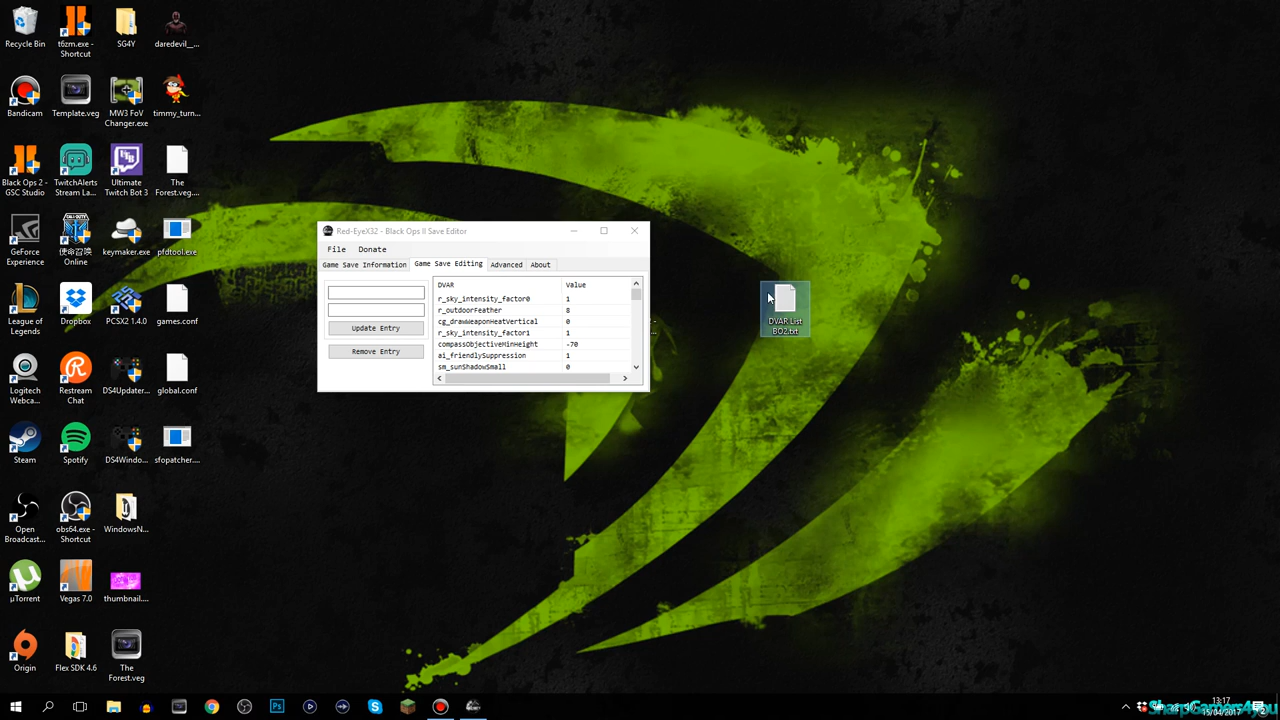 Recycle Bin
t6zm.exe -
Shortcut
SG4Y
daredevil__...
Bandicam
Template.veg
MW3 FoV
Changer.exe
timmy_turn...
Black Ops 2 -
GSC Studio
TwitchAlerts
Stream La...
Ultimate
Twitch Bot 3
The
Forest.veg....
GeForce
Experience
使命召唤
Online
keymaker.exe
pfdtool.exe
League of
Legends
Dropbox
PCSX2 1.4.0
games.conf
Logitech
Webca...
Restream
Chat
DS4Updater...
global.conf
Steam
Spotify
DS4Windo...
sfopatcher....
Open
Broadcast...
obs64.exe -
Shortcut
WindowsN...
µTorrent
Vegas 7.0
thumbnail....
Origin
Flex SDK 4.6
The
Forest.veg
Red-EyeX32 - Black Ops II Save Editor
File Donate
Game Save Information Game Save Editing Advanced About
Update Entry
Remove Entry
DVAR Value
r_sky_intensity_factor0 1
r_outdoorFeather 8
cg_drawWeaponHeatVertical 0
r_sky_intensity_factor1 1
compassObjectiveMinHeight -70
ai_friendlySuppression 1
sm_sunShadowSmall 0
DVAR List
BO2.txt
13:17
15/04/2017
SharpGamers4you